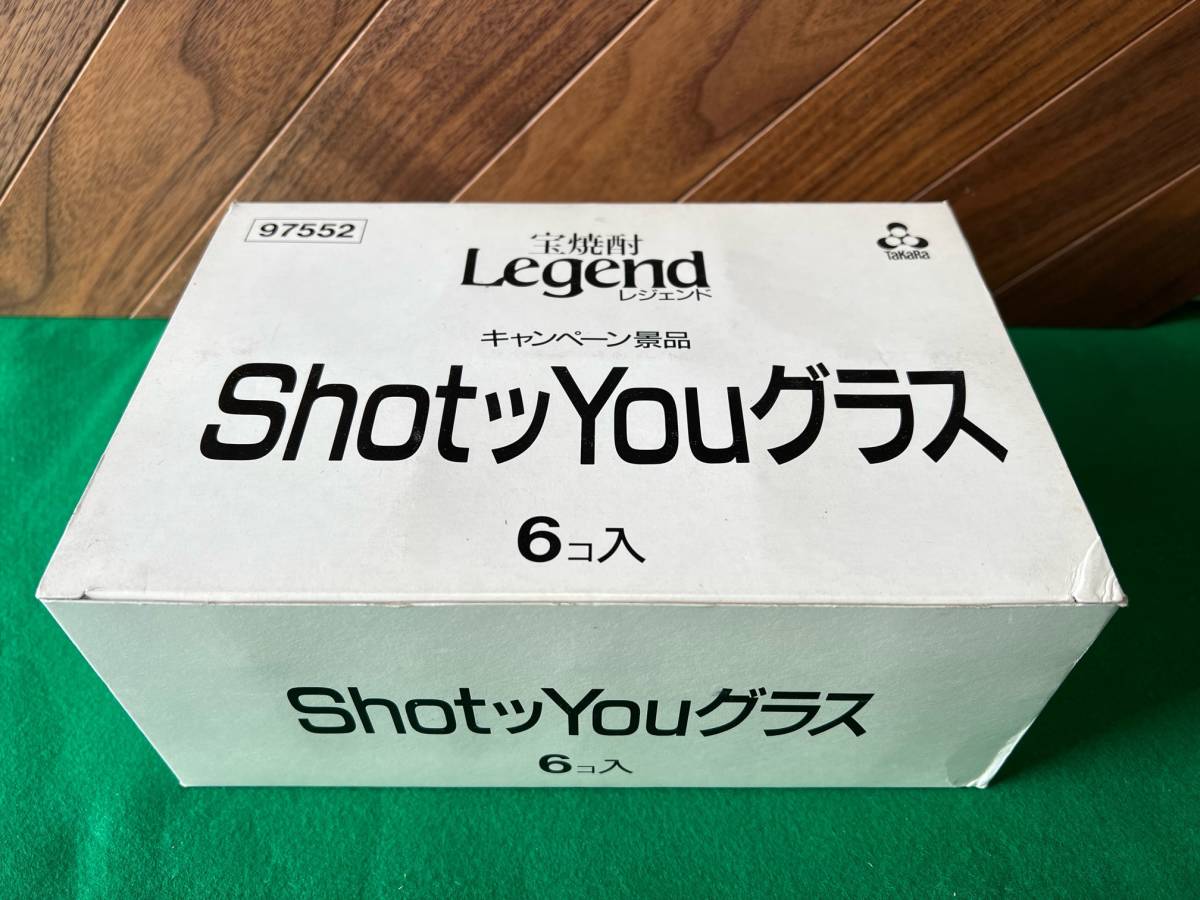 97552
宝焼酎
Legend
レジェンド
TaKaRa
キャンペーン景品
ShotッYouグラス
6コ入
ShotッYouグラス
6コ入